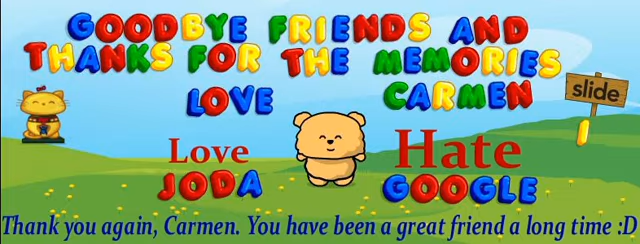 GOODBYE FRIENDS AND
THANKS FOR THE MEMORIES
LOVE CARMEN
slide
Love Hate
JODA GOOGLE
Thank you again, Carmen. You have been a great friend a long time :D